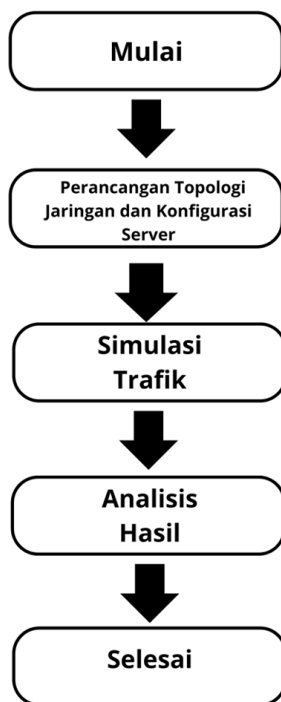 Mulai
Perancangan Topologi
Jaringan dan Konfigurasi
Server
Simulasi
Trafik
Analisis
Hasil
Selesai